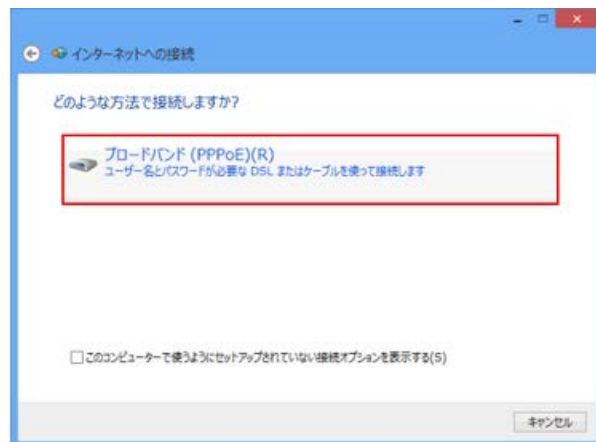 インターネットへの接続
どのような方法で接続しますか?
ブロードバンド (PPPoE)(R)
ユーザー名とパスワードが必要な DSL またはケーブルを使って接続します
このコンピューターで使うようにセットアップされていない接続オプションを表示する(S)
キャンセル